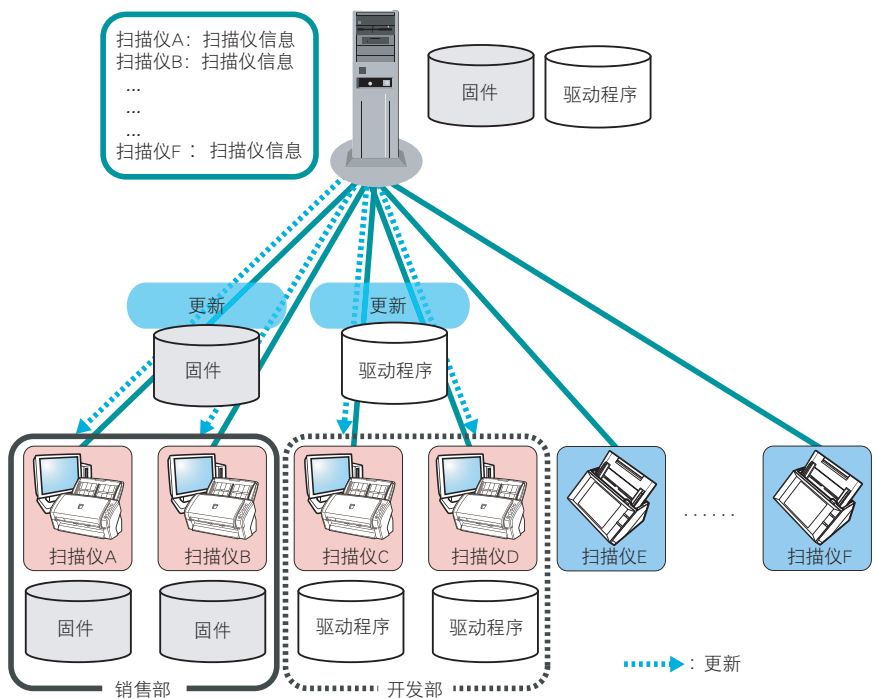 扫描仪A：扫描仪信息
扫描仪B：扫描仪信息
...
...
...
扫描仪F ： 扫描仪信息
固件
驱动程序
更新
更新
固件
驱动程序
扫描仪A
扫描仪B
扫描仪C
扫描仪D
扫描仪E
......
扫描仪F
固件
固件
驱动程序
驱动程序
：更新
销售部
开发部